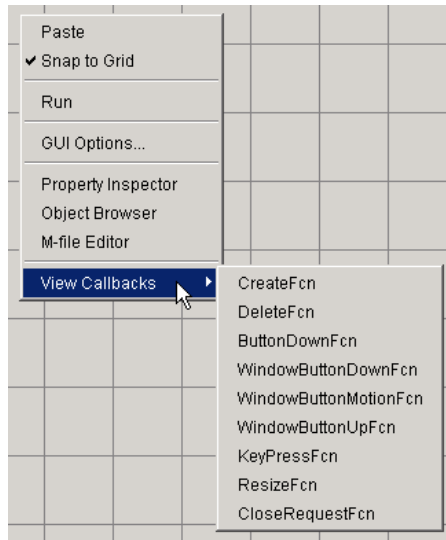 Paste
Snap to Grid
Run
GUI Options...
Property Inspector
Object Browser
M-file Editor
View Callbacks
CreateFcn
DeleteFcn
ButtonDownFcn
WindowButtonDownFcn
WindowButtonMotionFcn
WindowButtonUpFcn
KeyPressFcn
ResizeFcn
CloseRequestFcn